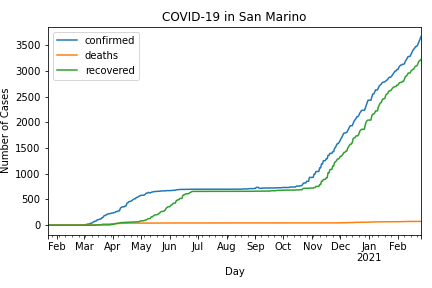 COVID-19 in San Marino
confirmed
deaths
recovered
Number of Cases
3500
3000
2500
2000
1500
1000
500
0
Feb Mar Apr May Jun Jul Aug Sep Oct Nov Dec Jan Feb
2021
Day